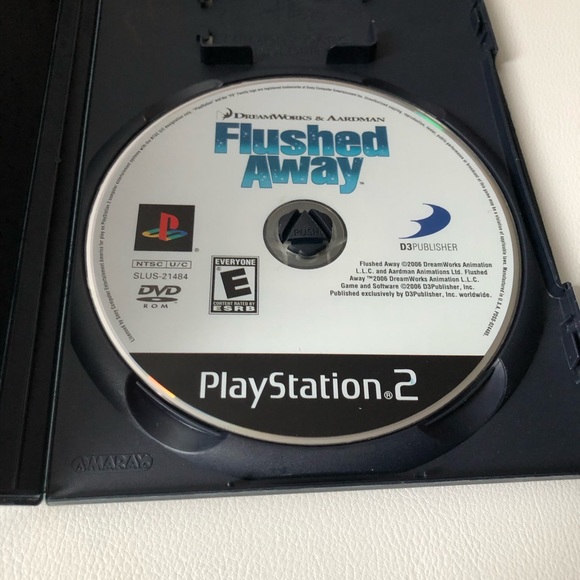 DREAMWORKS & AARDMAN
Flushed
Away™
PUSH
D3PUBLISHER
NTSC U/C
SLUS-21484
DVD
ROM
EVERYONE
E
CONTENT RATED BY
ESRB
Flushed Away ©2006 DreamWorks Animation
L.L.C. and Aardman Animations Ltd. Flushed
Away ™2006 DreamWorks Animation L.L.C.
Game and Software ©2006 D3Publisher, Inc.
Published exclusively by D3Publisher, Inc. worldwide.
PlayStation®2
AMARAY